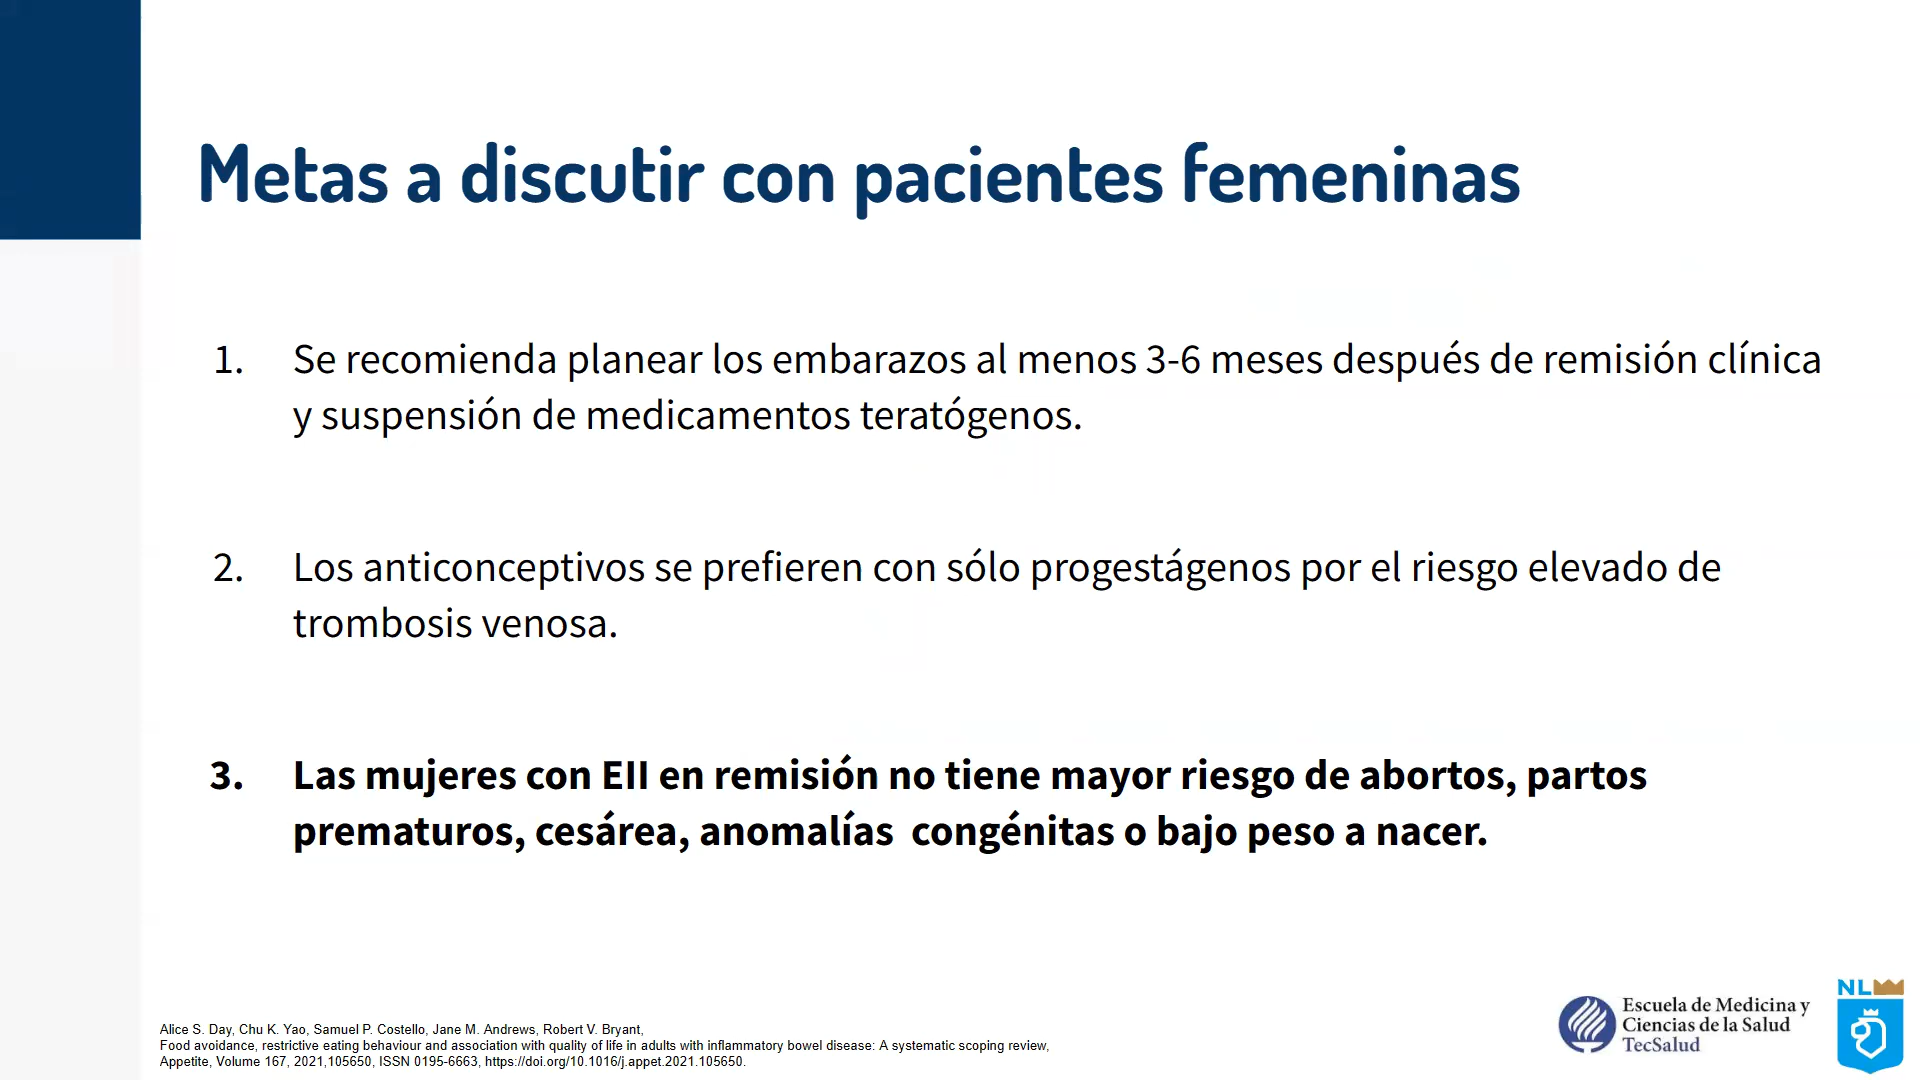 Metas a discutir con pacientes femeninas
1. Se recomienda planear los embarazos al menos 3-6 meses después de remisión clínica
y suspensión de medicamentos teratógenos.
2. Los anticonceptivos se prefieren con sólo progestágenos por el riesgo elevado de
trombosis venosa.
3. Las mujeres con EII en remisión no tiene mayor riesgo de abortos, partos
prematuros, cesárea, anomalías  congénitas o bajo peso a nacer.
Alice S. Day, Chu K. Yao, Samuel P. Costello, Jane M. Andrews, Robert V. Bryant,
Food avoidance, restrictive eating behaviour and association with quality of life in adults with inflammatory bowel disease: A systematic scoping review,
Appetite, Volume 167, 2021,105650, ISSN 0195-6663, https://doi.org/10.1016/j.appet.2021.105650.
Escuela de Medicina y
Ciencias de la Salud
TecSalud
NL